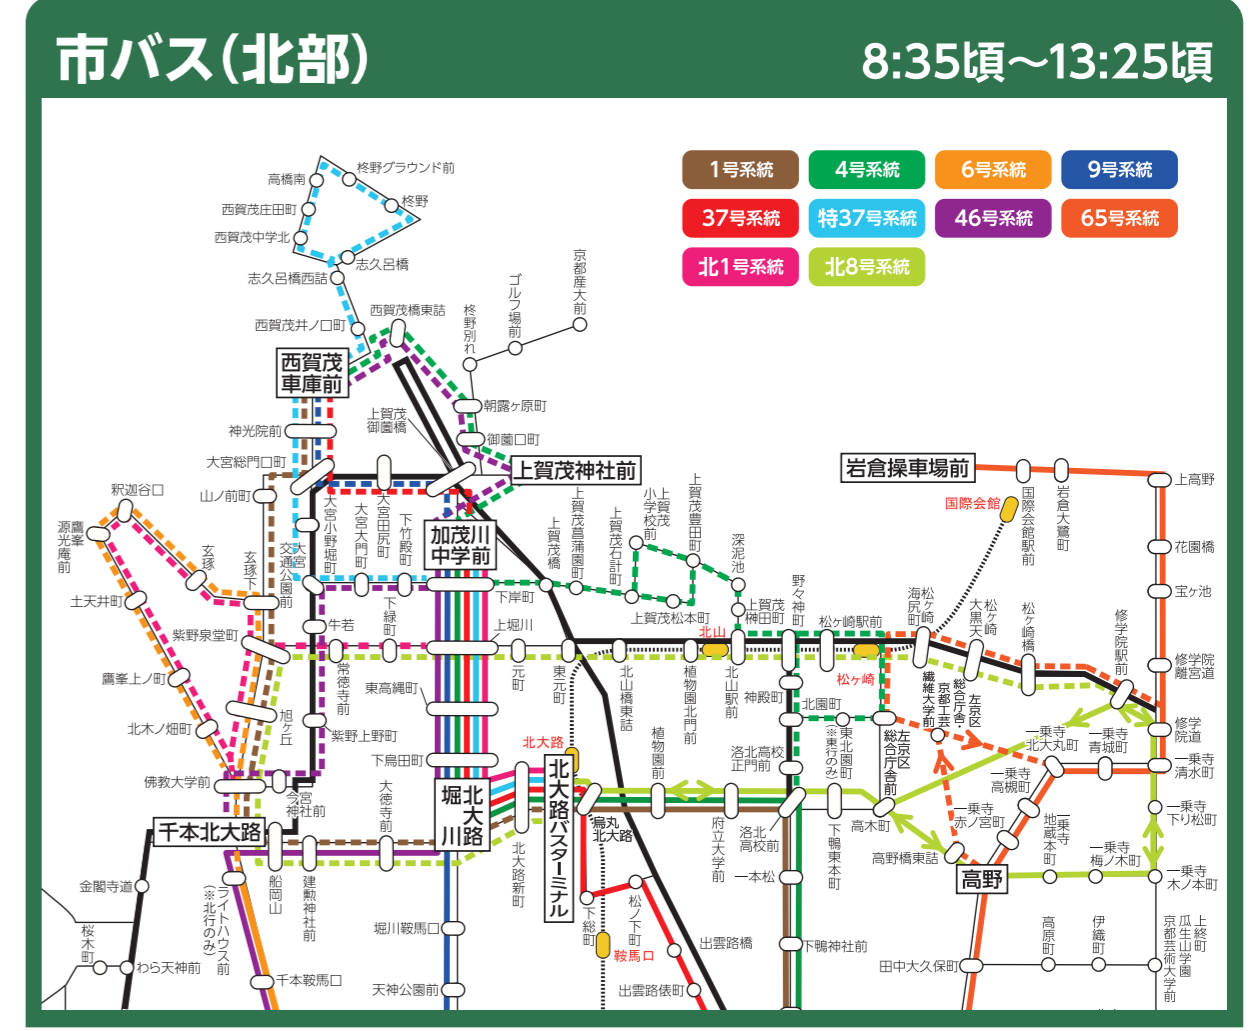 市バス(北部)
8:35頃～13:25頃
1号系統
4号系統
6号系統
9号系統
37号系統
特37号系統
46号系統
65号系統
北1号系統
北8号系統
柊野グラウンド前
高橋南
柊野
西賀茂庄田町
西賀茂中学北
志久呂橋
志久呂橋西詰
西賀茂井ノ口町
西賀茂橋東詰
柊野別れ
ゴルフ場前
京都産大前
西賀茂
車庫前
上賀茂
御薗橋
朝露ヶ原町
御薗口町
神光院前
大宮総門口町
上賀茂神社前
岩倉操車場前
国際会館
国際会館駅前
岩倉大鷺町
上高野
山ノ前町
釈迦谷口
鷹峯
源光庵前
玄琢
玄琢下
大宮
交通公園前
大宮小野堀町
大宮大門町
大宮田尻町
下竹殿町
加茂川
中学前
上賀茂橋
上賀茂菖蒲園町
上賀茂石計町
上賀茂
小学校前
上賀茂豊田町
深泥池
花園橋
宝ヶ池
土天井町
下岸町
上賀茂松本町
上賀茂
榊田町
野々神町
松ヶ崎駅前
松ヶ崎
海尻町
松ヶ崎
大黒天
松ヶ崎橋
修学院駅前
紫野泉堂町
牛若
下緑町
上堀川
北山
松ヶ崎
修学院
離宮道
鷹峯上ノ町
常徳寺前
東高縄町
元町
東元町
北山橋東詰
植物園北門前
北山駅前
神殿町
北園町
京都工芸
繊維大学前
左京区
総合庁舎・
北木ノ畑町
旭ヶ丘
紫野上野町
下鳥田町
北大路
植物園前
洛北高校
正門前
東北園町
(※東行のみ)
左京区
総合庁舎前
一乗寺
北大丸町
一乗寺
青城町
修学
院道
一乗寺
清水町
佛教大学前
今宮
神社前
大徳寺前
北大路
堀川
北大路バスターミナル
一乗寺
高槻町
一乗寺
赤ノ宮町
一乗寺
地蔵本町
一乗寺
下り松町
千本北大路
北大路新町
烏丸
北大路
府立大学前
洛北
高校前
下鴨東本町
高木町
高野橋東詰
高野
一乗寺
梅ノ木町
一乗寺
木ノ本町
金閣寺道
ライトハウス前
(※北行のみ)
船岡山
建勲神社前
下総町
松ノ下町
一本松
桜木町
わら天神前
堀川鞍馬口
鞍馬口
出雲路橋
下鴨神社前
田中大久保町
高原町
伊織町
上終町
瓜生山学園
京都芸術大学前
千本鞍馬口
天神公園前
出雲路俵町